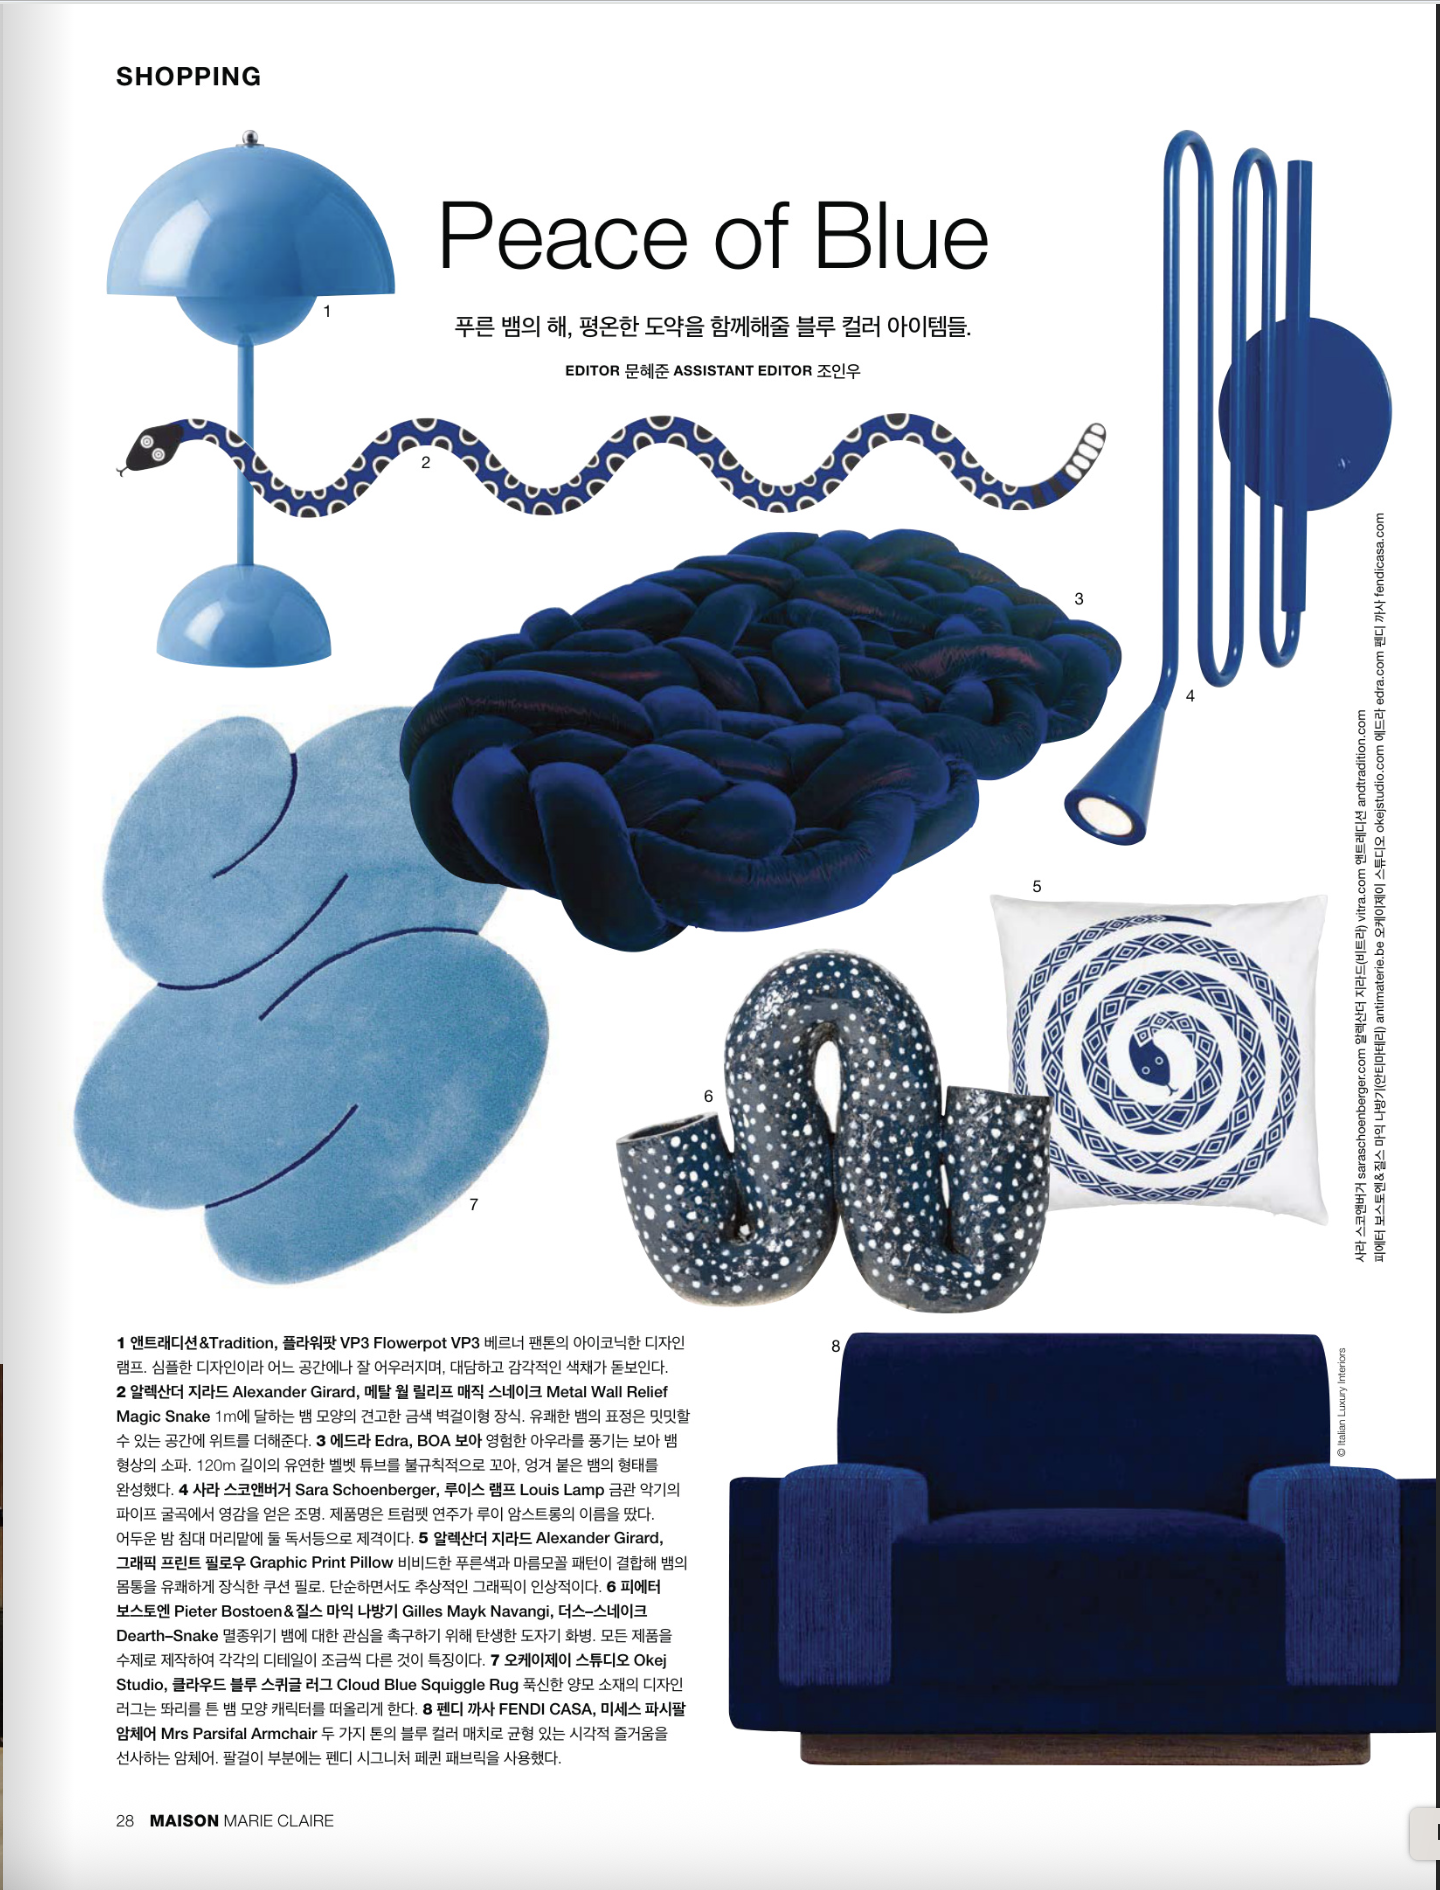 SHOPPING
Peace of Blue
푸른 뱀의 해, 평온한 도약을 함께해줄 블루 컬러 아이템들.
EDITOR 문혜준 ASSISTANT EDITOR 조인우
1
2
3
4
5
6
7
8
사라 스코앤버거 saraschoenberger.com 알렉산더 지라드(비트라) vitra.com 앤트레디션 andtradition.com
피에터 보스토엔&질스 마익 나방기(안티마테리) antimaterie.be 오케이제이 스튜디오 okejstudio.com 에드라 edra.com 펜디 까사 fendicasa.com
1 앤트래디션&Tradition, 플라워팟 VP3 Flowerpot VP3 베르너 팬톤의 아이코닉한 디자인
램프. 심플한 디자인이라 어느 공간에나 잘 어우러지며, 대담하고 감각적인 색채가 돋보인다.
2 알렉산더 지라드 Alexander Girard, 메탈 월 릴리프 매직 스네이크 Metal Wall Relief
Magic Snake 1m에 달하는 뱀 모양의 견고한 금색 벽걸이형 장식. 유쾌한 뱀의 표정은 밋밋할
수 있는 공간에 위트를 더해준다. 3 에드라 Edra, BOA 보아 영험한 아우라를 풍기는 보아 뱀
형상의 소파. 120m 길이의 유연한 벨벳 튜브를 불규칙적으로 꼬아, 엉겨 붙은 뱀의 형태를
완성했다. 4 사라 스코앤버거 Sara Schoenberger, 루이스 램프 Louis Lamp 금관 악기의
파이프 굴곡에서 영감을 얻은 조명. 제품명은 트럼펫 연주가 루이 암스트롱의 이름을 땄다.
어두운 밤 침대 머리맡에 둘 독서등으로 제격이다. 5 알렉산더 지라드 Alexander Girard,
그래픽 프린트 필로우 Graphic Print Pillow 비비드한 푸른색과 마름모꼴 패턴이 결합해 뱀의
몸통을 유쾌하게 장식한 쿠션 필로. 단순하면서도 추상적인 그래픽이 인상적이다. 6 피에터
보스토엔 Pieter Bostoen&질스 마익 나방기 Gilles Mayk Navangi, 더스–스네이크
Dearth–Snake 멸종위기 뱀에 대한 관심을 촉구하기 위해 탄생한 도자기 화병. 모든 제품을
수제로 제작하여 각각의 디테일이 조금씩 다른 것이 특징이다. 7 오케이제이 스튜디오 Okej
Studio, 클라우드 블루 스퀴글 러그 Cloud Blue Squiggle Rug 푹신한 양모 소재의 디자인
러그는 똬리를 튼 뱀 모양 캐릭터를 떠올리게 한다. 8 펜디 까사 FENDI CASA, 미세스 파시팔
암체어 Mrs Parsifal Armchair 두 가지 톤의 블루 컬러 매치로 균형 있는 시각적 즐거움을
선사하는 암체어. 팔걸이 부분에는 펜디 시그니처 페퀸 패브릭을 사용했다.
© Italian Luxury Interiors
28 MAISON MARIE CLAIRE